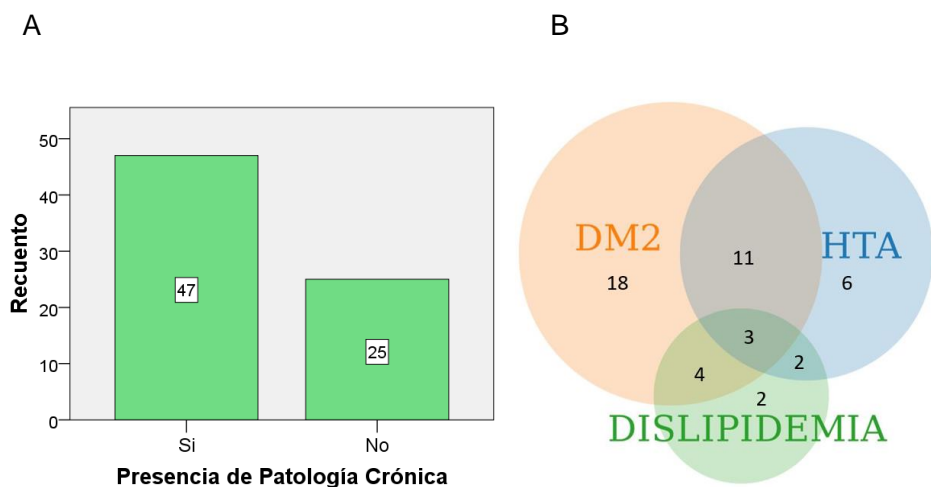 A
B
50
40
30
20
10
0
Recuento
47
25
Si
No
Presencia de Patología Crónica
DM2
HTA
18
11
6
3
4
2
2
DISLIPIDEMIA